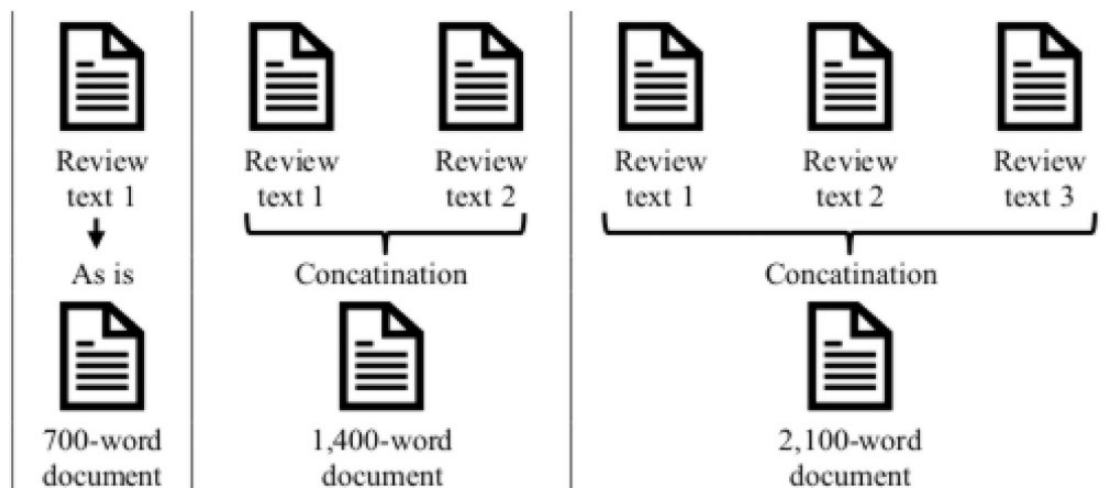 Review
text 1
As is
700-word
document
Review
text 1
Review
text 2
Concatination
1,400-word
document
Review
text 1
Review
text 2
Review
text 3
Concatination
2,100-word
document